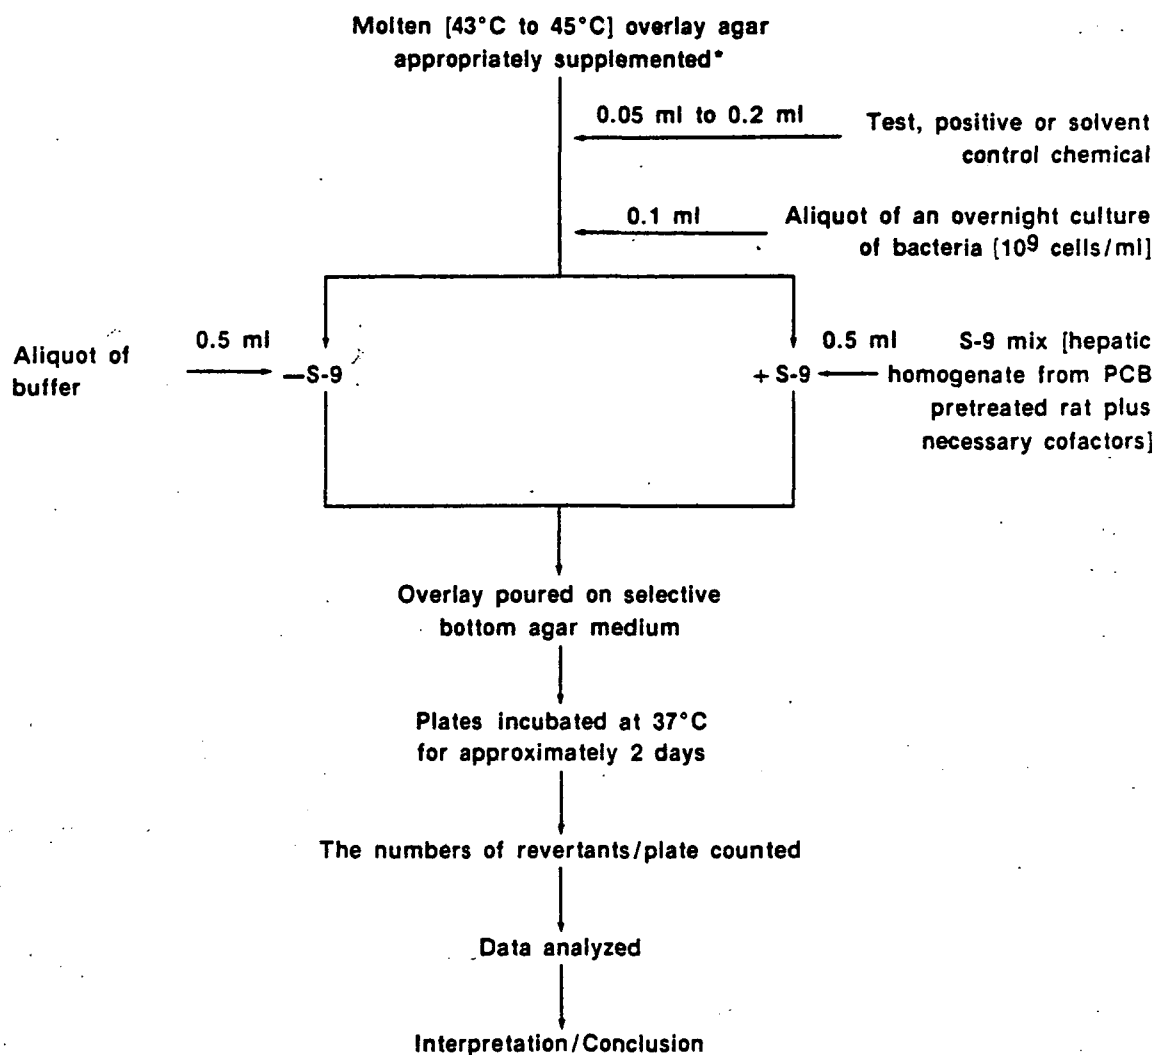 Molten [43°C to 45°C] overlay agar
appropriately supplemented*
0.05 ml to 0.2 ml
Test, positive or solvent
control chemical
0.1 ml
Aliquot of an overnight culture
of bacteria [10⁹ cells/ml]
Aliquot of
buffer
0.5 ml
—S-9
+ S-9
0.5 ml
S-9 mix [hepatic
homogenate from PCB
pretreated rat plus
necessary cofactors]
Overlay poured on selective
bottom agar medium
Plates incubated at 37°C
for approximately 2 days
The numbers of revertants/plate counted
Data analyzed
Interpretation/Conclusion